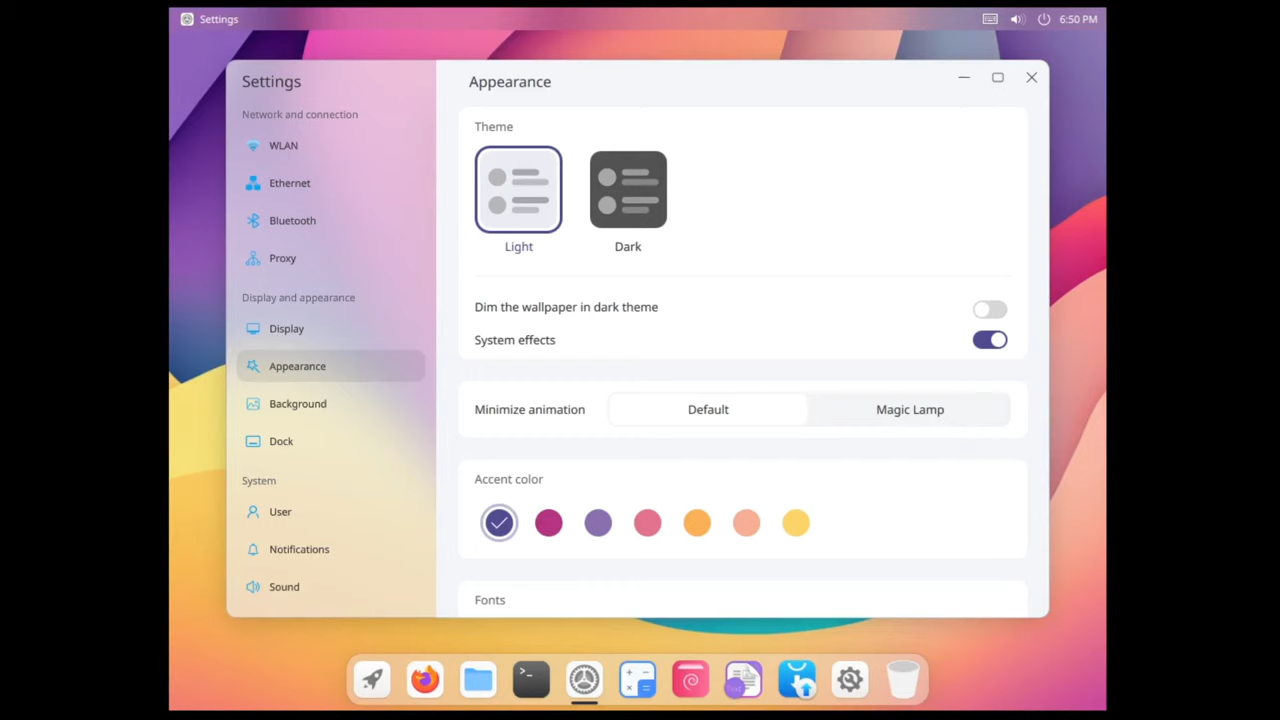 Settings
6:50 PM
Settings
Network and connection
WLAN
Ethernet
Bluetooth
Proxy
Display and appearance
Display
Appearance
Background
Dock
System
User
Notifications
Sound
Appearance
Theme
Light
Dark
Dim the wallpaper in dark theme
System effects
Minimize animation
Default
Magic Lamp
Accent color
Fonts